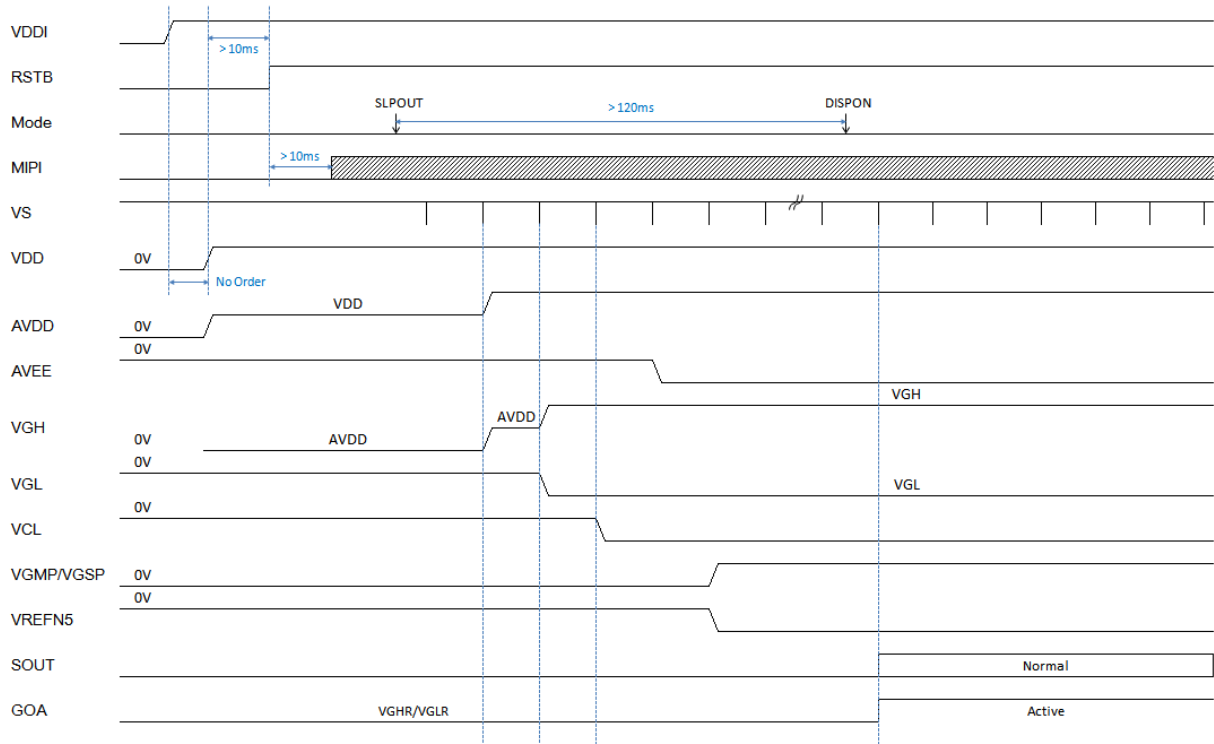 VDDI
> 10ms
RSTB
SLPOUT
> 120ms
DISPON
Mode
> 10ms
MIPI
VS
VDD
0V
No Order
VDD
AVDD
0V
0V
AVEE
VGH
AVDD
VGH
0V
AVDD
0V
VGL
VGL
0V
VCL
VGMP/VGSP
0V
0V
VREFN5
SOUT
Normal
GOA
VGHR/VGLR
Active